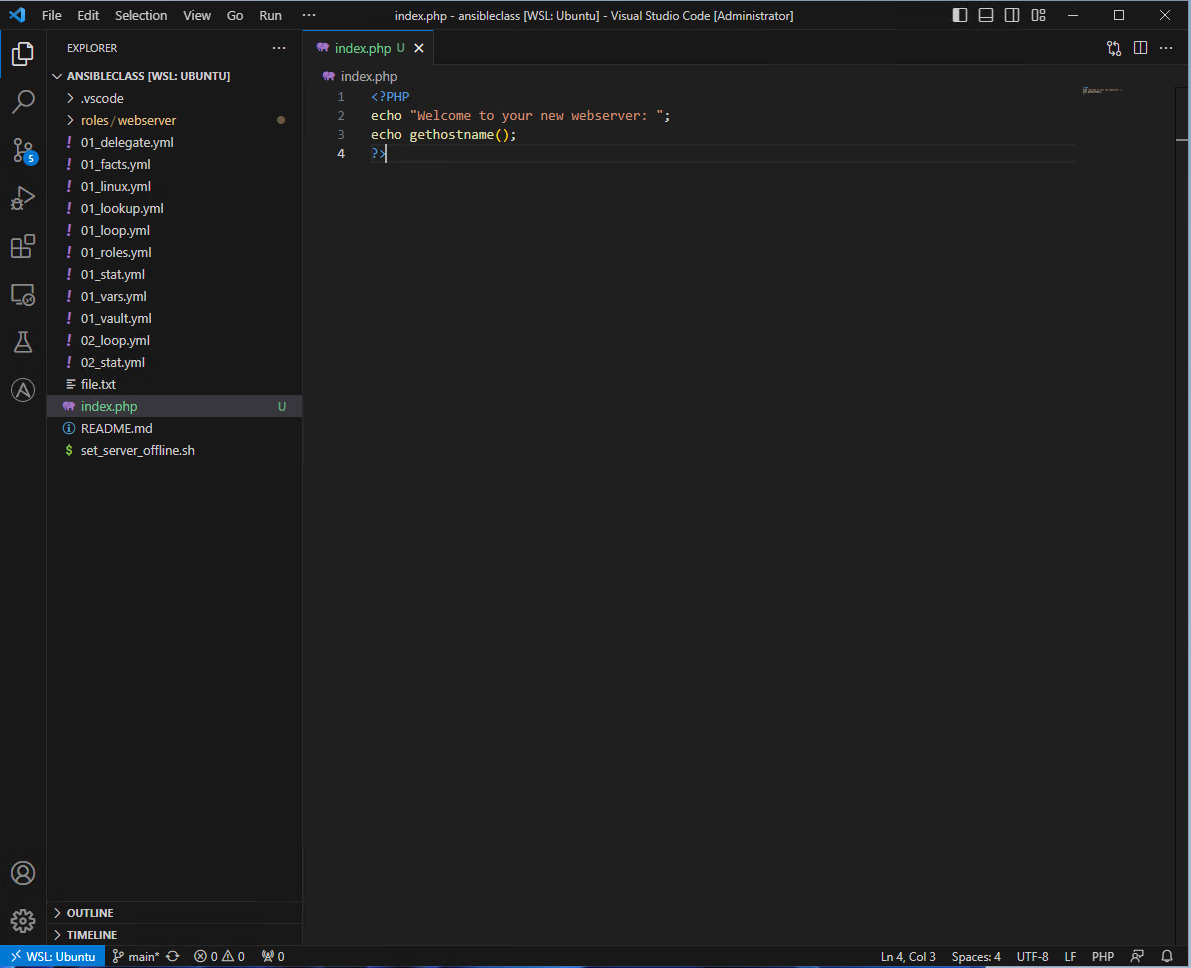 File Edit Selection View Go Run ··· index.php - ansibleclass [WSL: Ubuntu] - Visual Studio Code [Administrator]
EXPLORER ···
ANSIBLECLASS [WSL: UBUNTU]
.vscode
roles / webserver
! 01_delegate.yml
! 01_facts.yml
! 01_linux.yml
! 01_lookup.yml
! 01_loop.yml
! 01_roles.yml
! 01_stat.yml
! 01_vars.yml
! 01_vault.yml
! 02_loop.yml
! 02_stat.yml
file.txt
index.php U
README.md
$ set_server_offline.sh
OUTLINE
TIMELINE
5
index.php U
index.php
1 <?PHP
2 echo "Welcome to your new webserver: ";
3 echo gethostname();
4 ?>
WSL: Ubuntu main* 0 0 0 Ln 4, Col 3 Spaces: 4 UTF-8 LF PHP